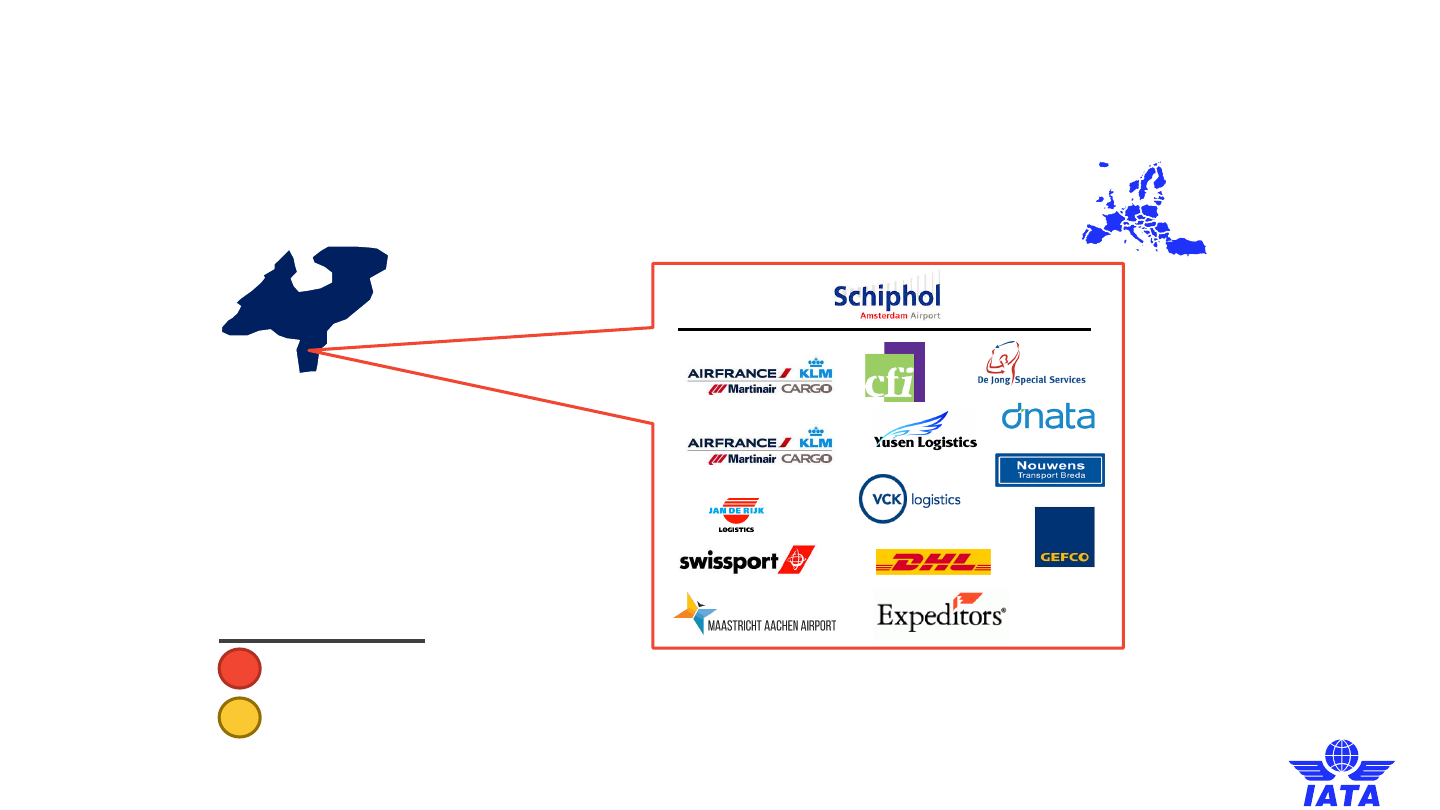 Schiphol
Amsterdam Airport
AIRFRANCE KLM
Martinair CARGO
cfi
De Jong Special Services
dnata
Yusen Logistics
AIRFRANCE KLM
Martinair CARGO
Nouwens
Transport Breda
VCK logistics
JAN DE RIJK
LOGISTICS
GEFCO
swissport
DHL
Expeditors®
MAASTRICHT AACHEN AIRPORT
IATA